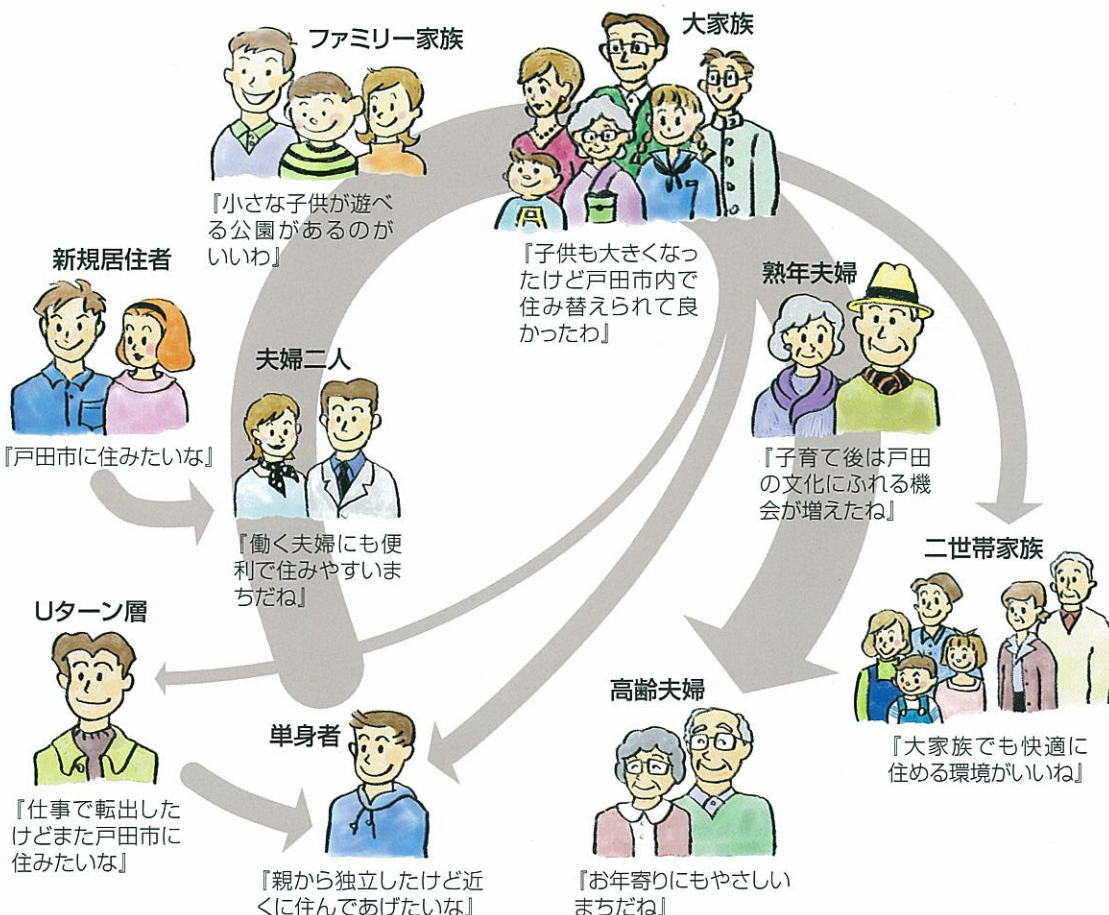 ファミリー家族
『小さな子供が遊べ
る公園があるのが
いいわ』
大家族
『子供も大きくなっ
たけど戸田市内で
住み替えられて良
かったわ』
新規居住者
『戸田市に住みたいな』
夫婦二人
『働く夫婦にも便
利で住みやすいま
ちだね』
熟年夫婦
『子育て後は戸田
の文化にふれる機
会が増えたね』
二世帯家族
『大家族でも快適に
住める環境がいいね』
Uターン層
『仕事で転出した
けどまた戸田市に
住みたいな』
単身者
『親から独立したけど近
くに住んであげたいな』
高齢夫婦
『お年寄りにもやさしい
まちだね』